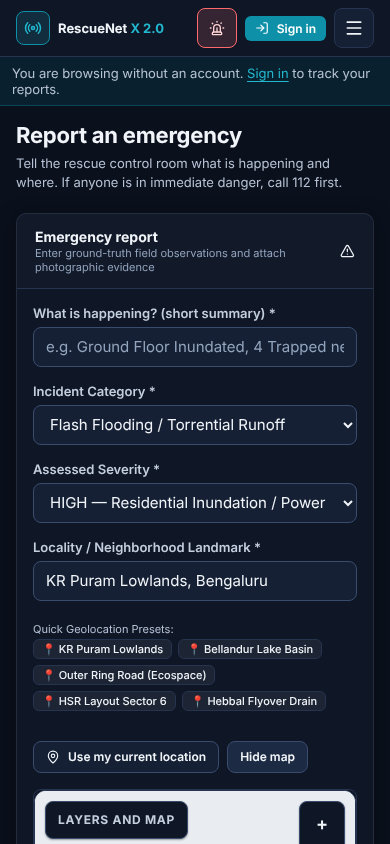 RescueNet X 2.0
Sign in
You are browsing without an account. Sign in to track your
reports.
Report an emergency
Tell the rescue control room what is happening and
where. If anyone is in immediate danger, call 112 first.
Emergency report
Enter ground-truth field observations and attach
photographic evidence
What is happening? (short summary) *
e.g. Ground Floor Inundated, 4 Trapped ne
Incident Category *
Flash Flooding / Torrential Runoff
Assessed Severity *
HIGH — Residential Inundation / Power
Locality / Neighborhood Landmark *
KR Puram Lowlands, Bengaluru
Quick Geolocation Presets:
KR Puram Lowlands
Bellandur Lake Basin
Outer Ring Road (Ecospace)
HSR Layout Sector 6
Hebbal Flyover Drain
Use my current location
Hide map
LAYERS AND MAP
+